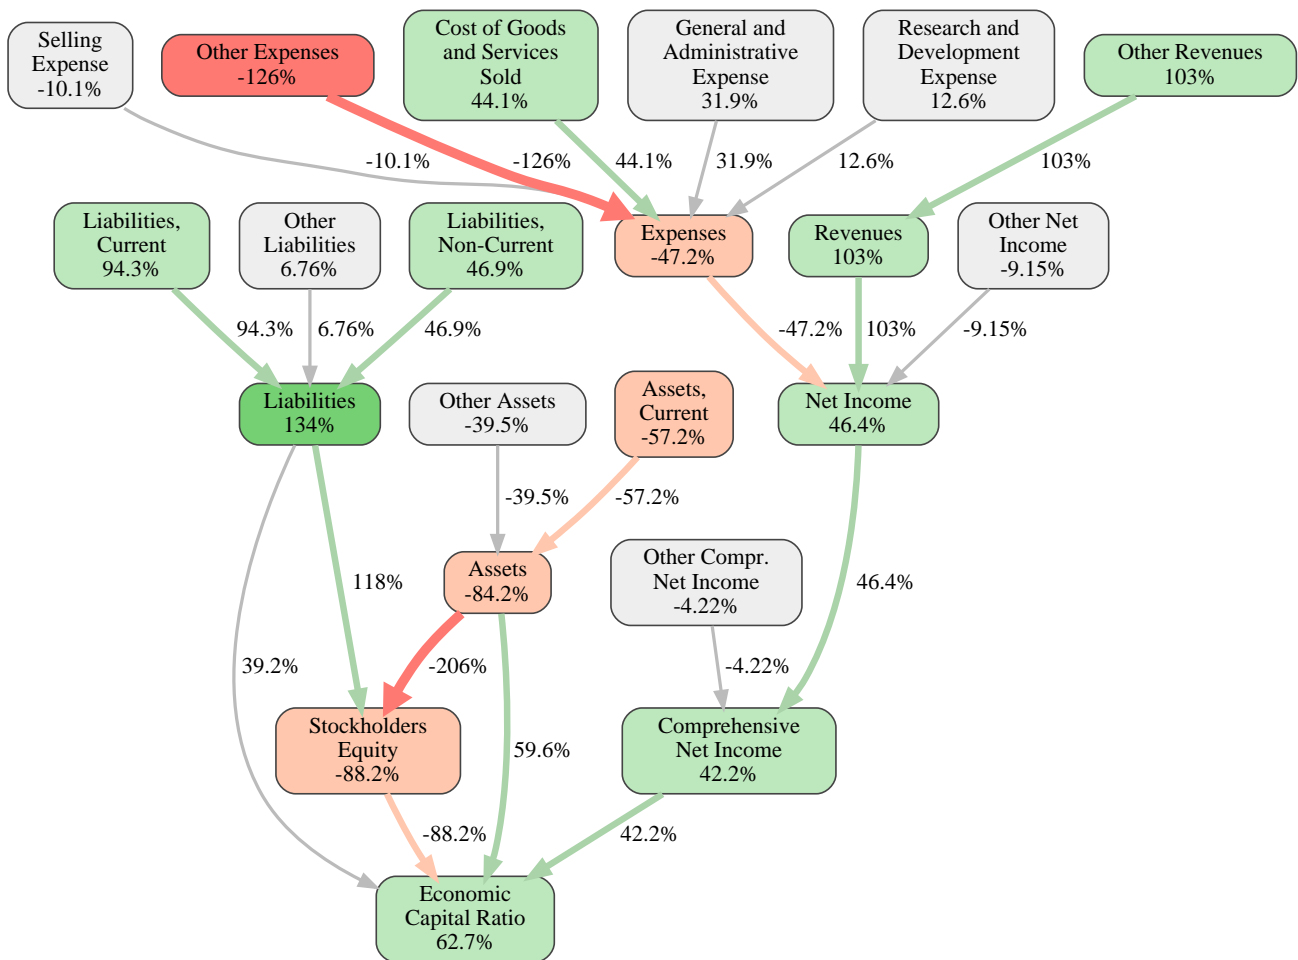 Selling
Expense
-10.1%
Other Expenses
-126%
Cost of Goods
and Services
Sold
44.1%
General and
Administrative
Expense
31.9%
Research and
Development
Expense
12.6%
Other Revenues
103%
-10.1%
-126%
44.1%
31.9%
12.6%
103%
Liabilities,
Current
94.3%
Other
Liabilities
6.76%
Liabilities,
Non-Current
46.9%
Expenses
-47.2%
Revenues
103%
Other Net
Income
-9.15%
94.3%
6.76%
46.9%
-47.2%
103%
-9.15%
Liabilities
134%
Other Assets
-39.5%
Assets,
Current
-57.2%
Net Income
46.4%
-39.5%
-57.2%
118%
Assets
-84.2%
Other Compr.
Net Income
-4.22%
46.4%
39.2%
-206%
-4.22%
Stockholders
Equity
-88.2%
59.6%
Comprehensive
Net Income
42.2%
-88.2%
42.2%
Economic
Capital Ratio
62.7%